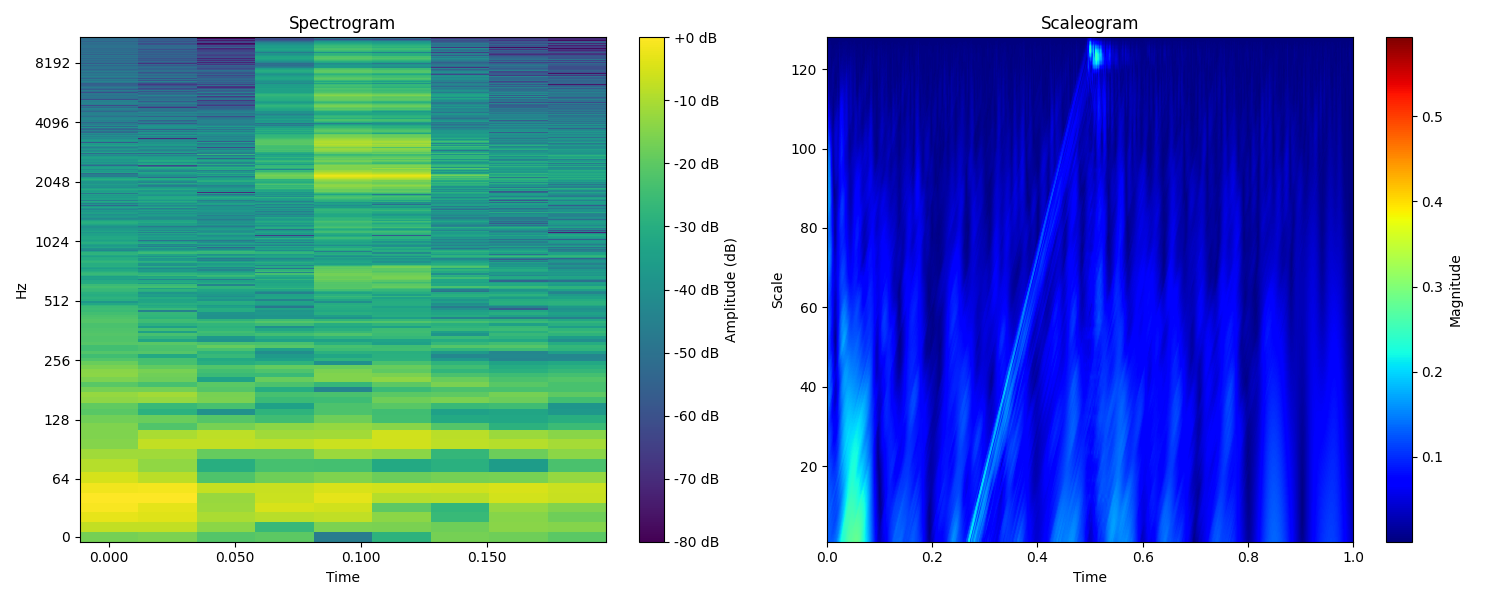 Spectrogram
Hz
8192
4096
2048
1024
512
256
128
64
0
0.000
0.050
0.100
0.150
Time
+0 dB
-10 dB
-20 dB
-30 dB
-40 dB
-50 dB
-60 dB
-70 dB
-80 dB
Amplitude (dB)
Scaleogram
Scale
120
100
80
60
40
20
0.0
0.2
0.4
0.6
0.8
1.0
Time
0.5
0.4
0.3
0.2
0.1
Magnitude